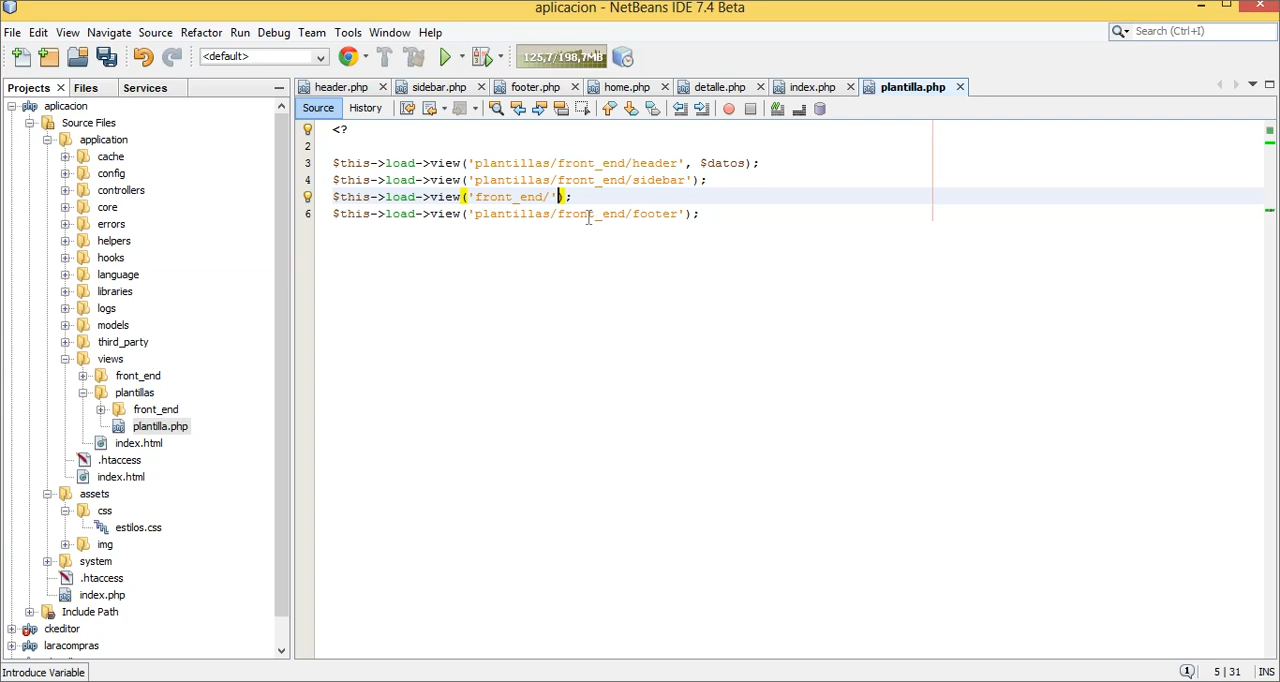 aplicacion - NetBeans IDE 7.4 Beta
File Edit View Navigate Source Refactor Run Debug Team Tools Window Help
Search (Ctrl+I)
<default>
125,7/198,7MB
Projects Files Services
header.php sidebar.php footer.php home.php detalle.php index.php plantilla.php
Source History
aplicacion
Source Files
application
cache
config
controllers
core
errors
helpers
hooks
language
libraries
logs
models
third_party
views
front_end
plantillas
front_end
plantilla.php
index.html
.htaccess
index.html
assets
css
estilos.css
img
system
.htaccess
index.php
Include Path
ckeditor
laracompras
<?
2
3 $this->load->view('plantillas/front_end/header', $datos);
4 $this->load->view('plantillas/front_end/sidebar');
$this->load->view('front_end/');
6 $this->load->view('plantillas/front_end/footer');
Introduce Variable
1
5 | 31 INS